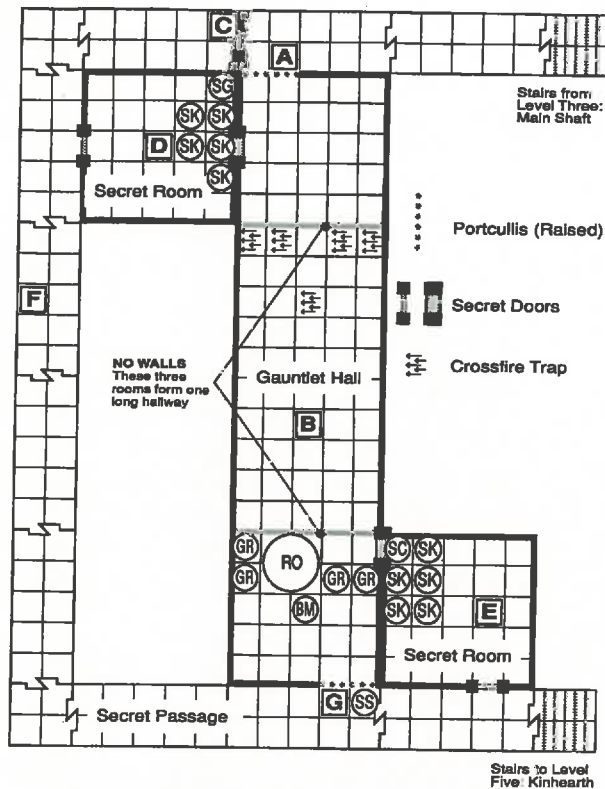 C
A
Stairs from
Level Three:
Main Shaft
SG
SK SK
D SK SK
SK
Secret Room
Portcullis (Raised)
F
Secret Doors
NO WALLS
These three
rooms form one
long hallway
Gauntlet Hall
Crossfire Trap
B
GR RO SC SK
GR GR GR SK SK
BM SK SK E
Secret Room
G SS
Secret Passage
Stairs to Level
Five: Kinhearth